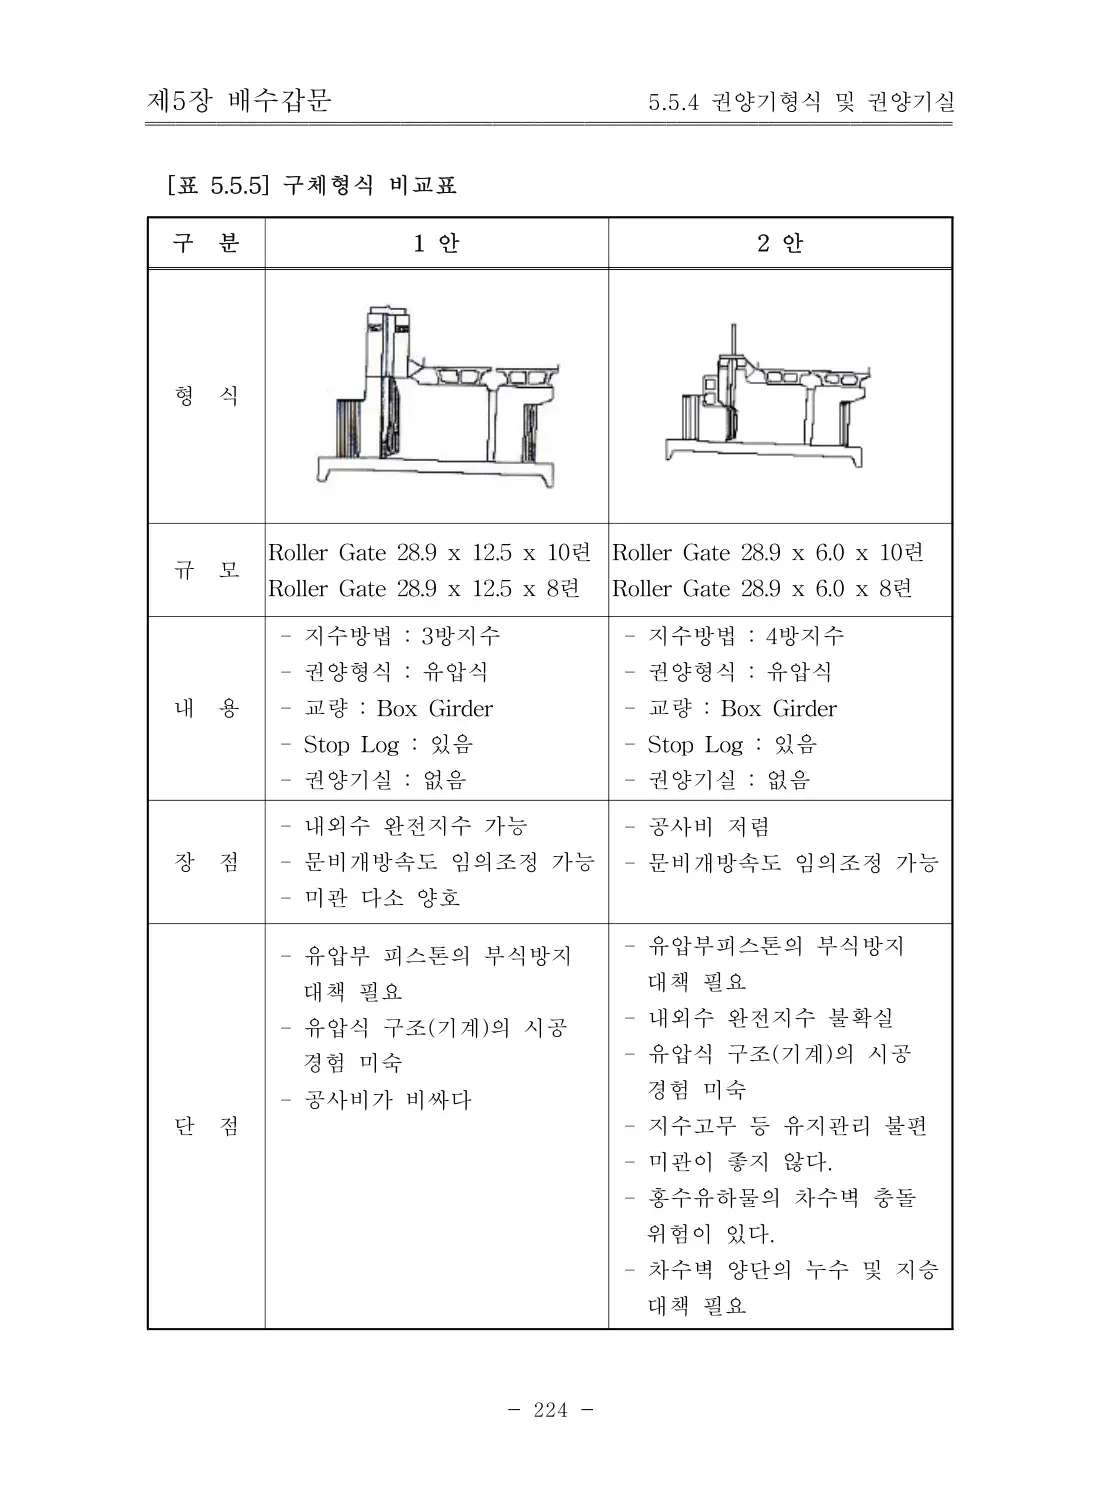 제5장 배수갑문
5.5.4 권양기형식 및 권양기실
[표 5.5.5] 구체형식 비교표
구 분
1 안
2 안
형 식
규 모
Roller Gate 28.9 x 12.5 x 10련
Roller Gate 28.9 x 12.5 x 8련
Roller Gate 28.9 x 6.0 x 10련
Roller Gate 28.9 x 6.0 x 8련
내 용
- 지수방법 : 3방지수
- 권양형식 : 유압식
- 교량 : Box Girder
- Stop Log : 있음
- 권양기실 : 없음
- 지수방법 : 4방지수
- 권양형식 : 유압식
- 교량 : Box Girder
- Stop Log : 있음
- 권양기실 : 없음
장 점
- 내외수 완전지수 가능
- 문비개방속도 임의조정 가능
- 미관 다소 양호
- 공사비 저렴
- 문비개방속도 임의조정 가능
단 점
- 유압부 피스톤의 부식방지
대책 필요
- 유압식 구조(기계)의 시공
경험 미숙
- 공사비가 비싸다
- 유압부피스톤의 부식방지
대책 필요
- 내외수 완전지수 불확실
- 유압식 구조(기계)의 시공
경험 미숙
- 지수고무 등 유지관리 불편
- 미관이 좋지 않다.
- 홍수유하물의 차수벽 충돌
위험이 있다.
- 차수벽 양단의 누수 및 지승
대책 필요
- 224 -